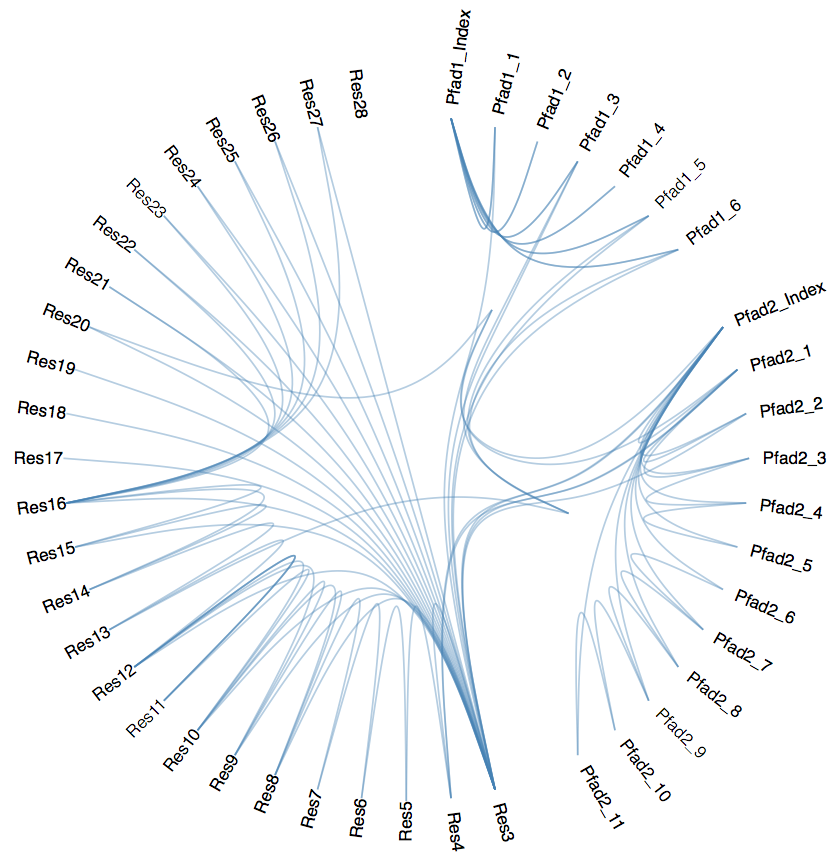 Pfad1_Index
Pfad1_1
Pfad1_2
Pfad1_3
Pfad1_4
Pfad1_5
Pfad1_6
Pfad2_Index
Pfad2_1
Pfad2_2
Pfad2_3
Pfad2_4
Pfad2_5
Pfad2_6
Pfad2_7
Pfad2_8
Pfad2_9
Pfad2_10
Pfad2_11
Res3
Res4
Res5
Res6
Res7
Res8
Res9
Res10
Res11
Res12
Res13
Res14
Res15
Res16
Res17
Res18
Res19
Res20
Res21
Res22
Res23
Res24
Res25
Res26
Res27
Res28